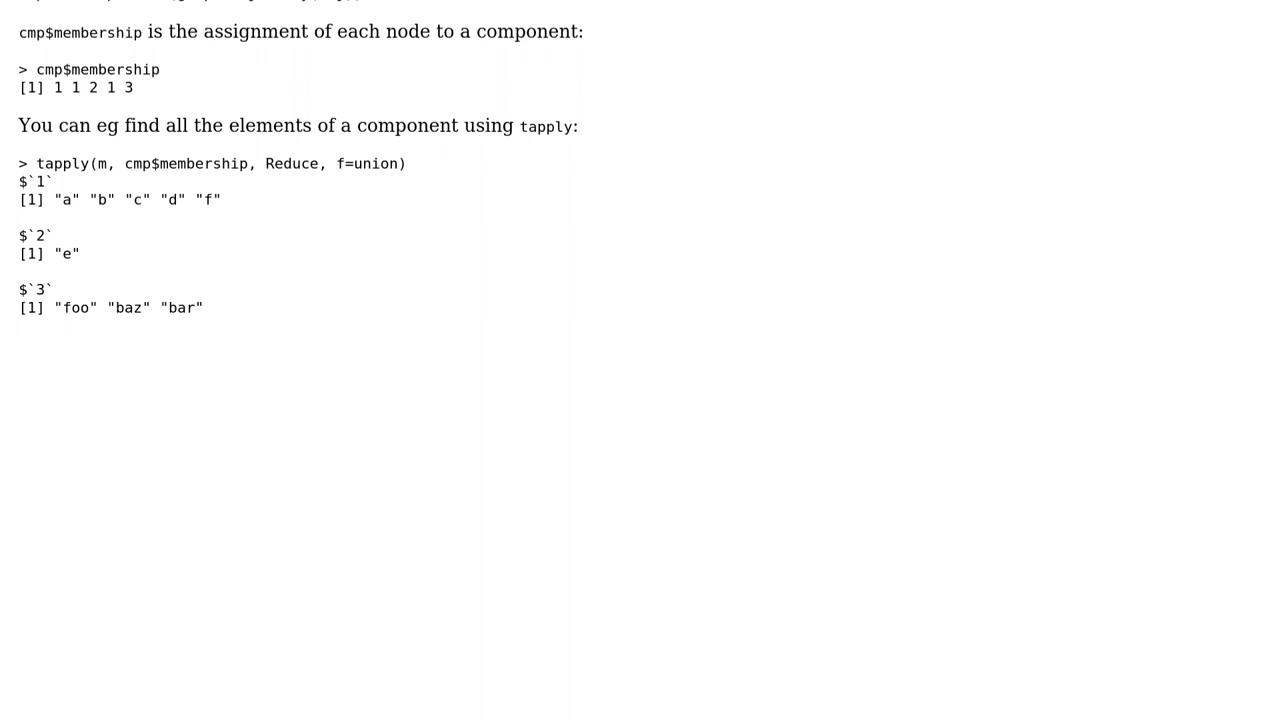 cmp$membership is the assignment of each node to a component:
> cmp$membership
[1] 1 1 2 1 3
You can eg find all the elements of a component using tapply:
> tapply(m, cmp$membership, Reduce, f=union)
$`1`
[1] "a" "b" "c" "d" "f"
$`2`
[1] "e"
$`3`
[1] "foo" "baz" "bar"